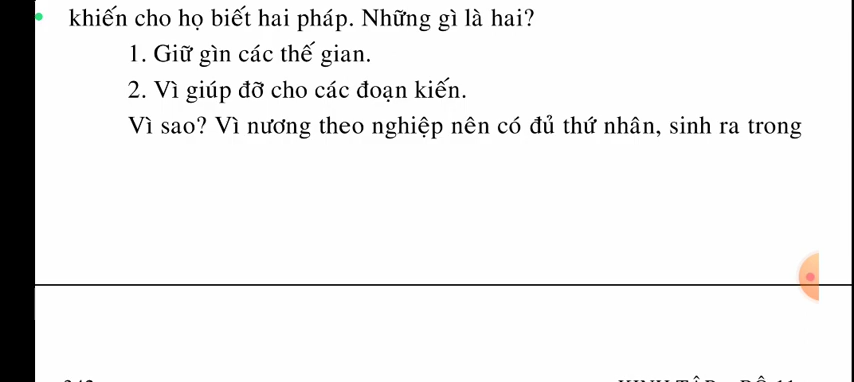 khiến cho họ biết hai pháp. Những gì là hai?
1. Giữ gìn các thế gian.
2. Vì giúp đỡ cho các đoạn kiến.
Vì sao? Vì nương theo nghiệp nên có đủ thứ nhân, sinh ra trong